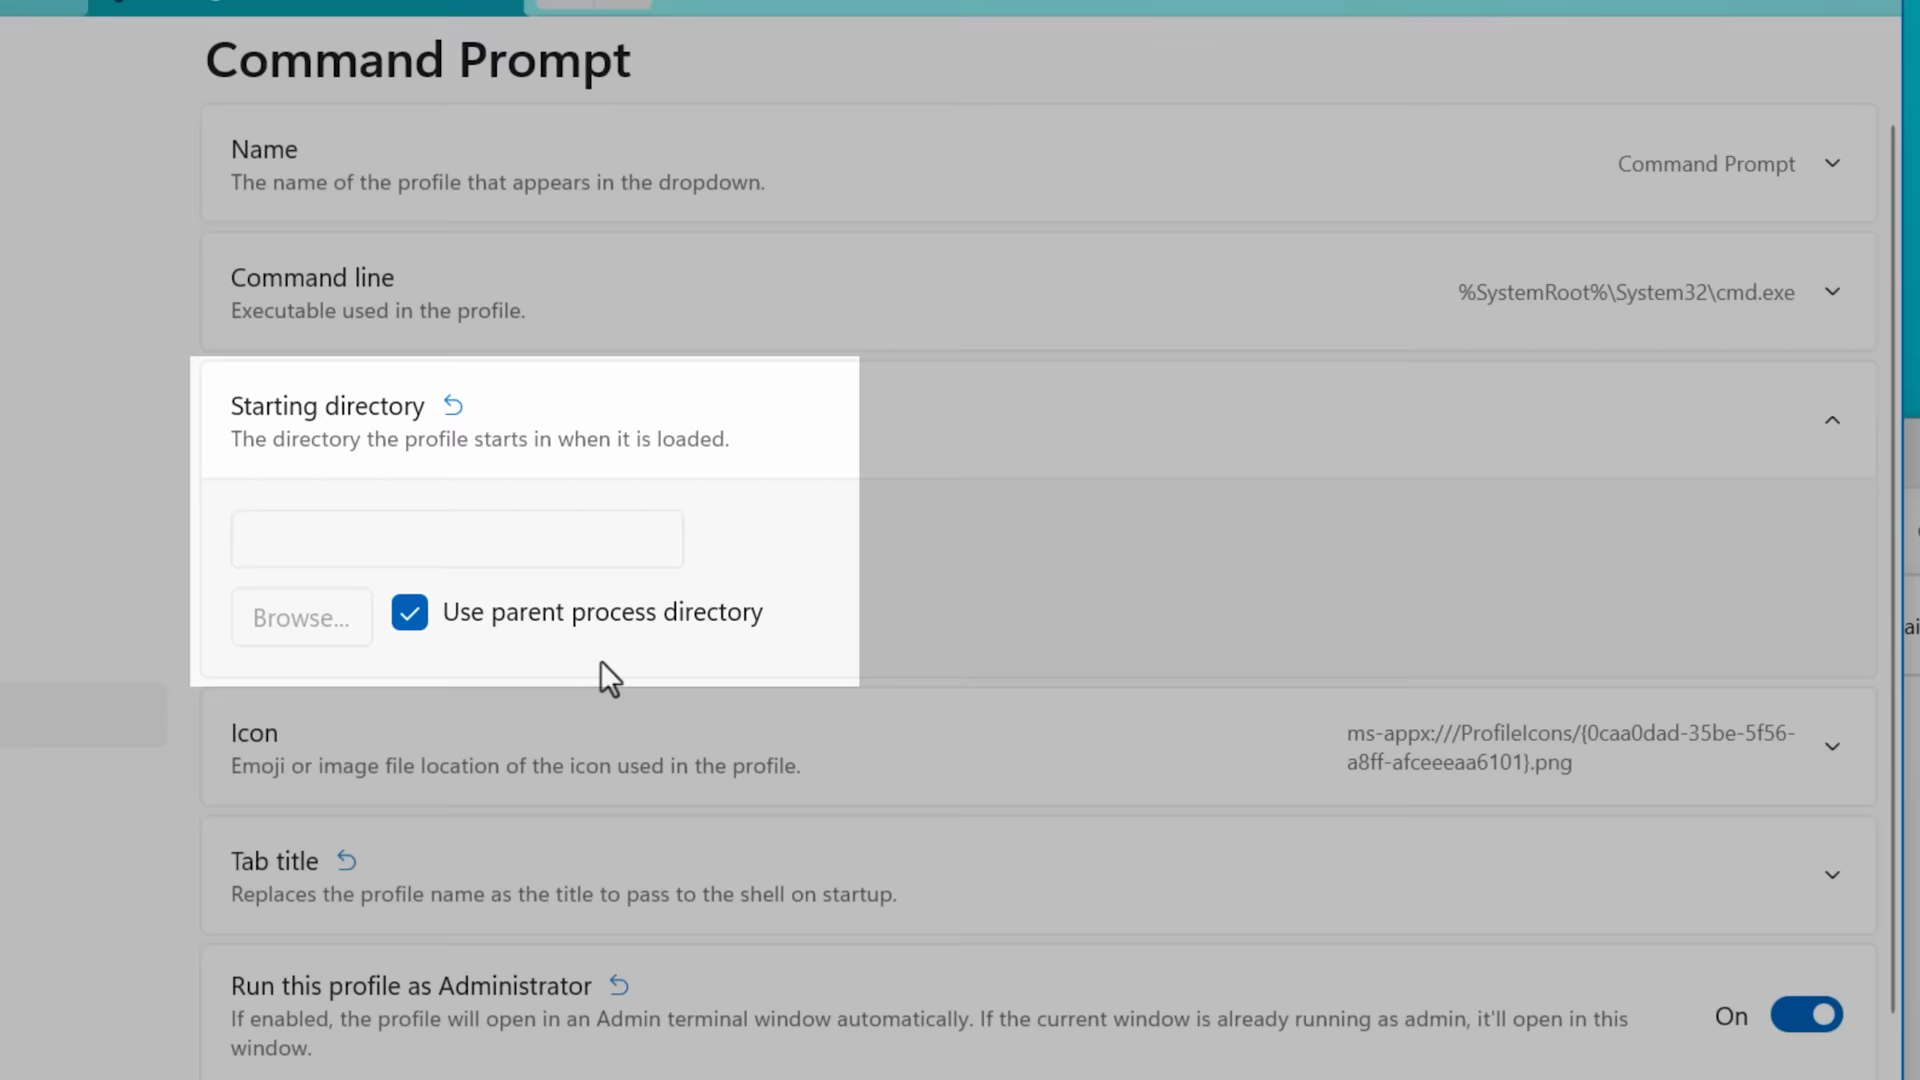 Command Prompt
Name
The name of the profile that appears in the dropdown.
Command Prompt
Command line
Executable used in the profile.
%SystemRoot%\System32\cmd.exe
Starting directory
The directory the profile starts in when it is loaded.
Browse...
Use parent process directory
Icon
Emoji or image file location of the icon used in the profile.
ms-appx:///ProfileIcons/{0caa0dad-35be-5f56-
a8ff-afceeeaa6101}.png
Tab title
Replaces the profile name as the title to pass to the shell on startup.
Run this profile as Administrator
If enabled, the profile will open in an Admin terminal window automatically. If the current window is already running as admin, it'll open in this
window.
On